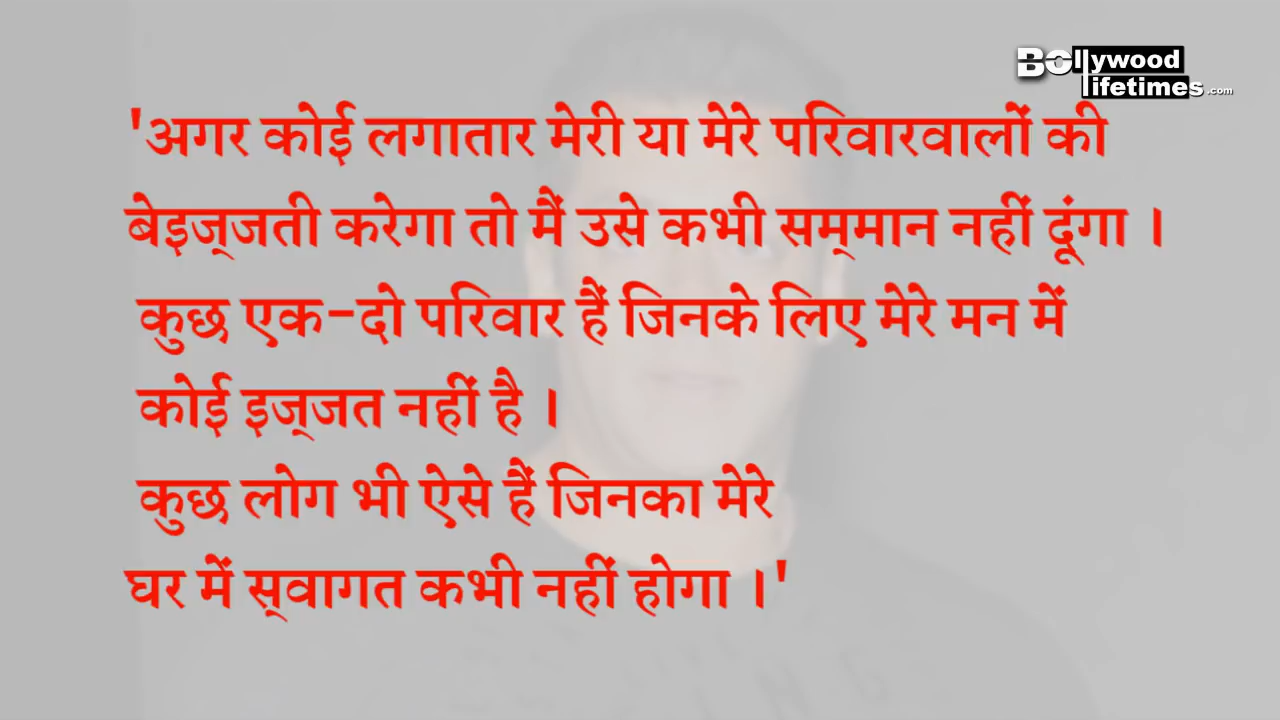 Bollywood
lifetimes.com
'अगर कोई लगातार मेरी या मेरे परिवारवालों की
बेइज्‌जती करेगा तो मैं उसे कभी सम्‌मान नहीं दूंगा ।
कुछ एक-दो परिवार हैं जिनके लिए मेरे मन में
कोई इज्‌जत नहीं है ।
कुछ लोग भी ऐसे हैं जिनका मेरे
घर में स्‌वागत कभी नहीं होगा ।'